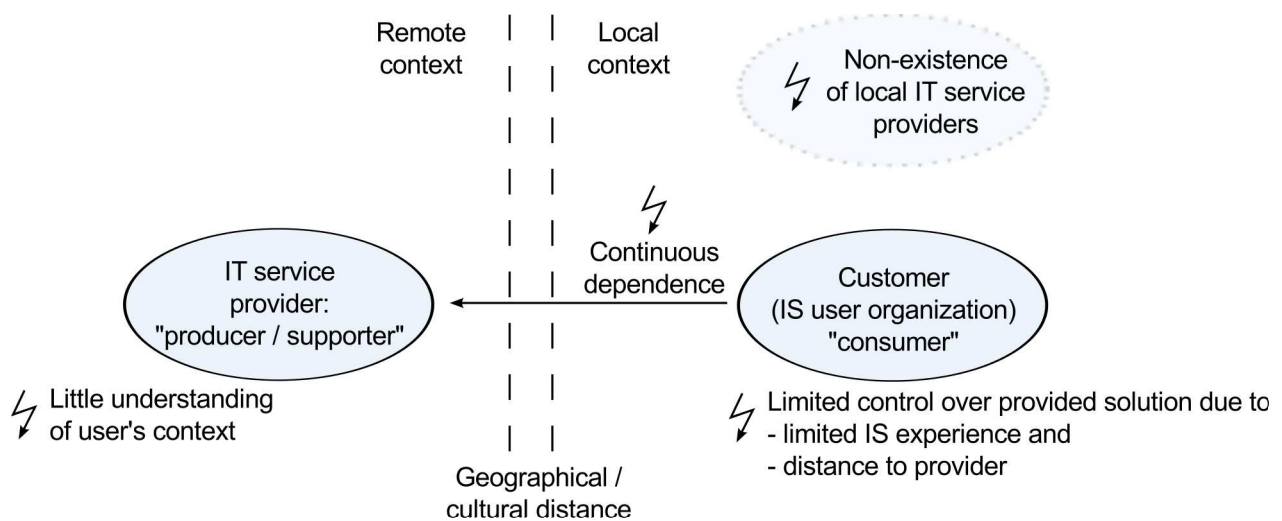 Remote
context
Local
context
Non-existence
of local IT service
providers
Continuous
dependence
IT service
provider:
"producer / supporter"
Customer
(IS user organization)
"consumer"
Little understanding
of user's context
Limited control over provided solution due to
- limited IS experience and
- distance to provider
Geographical /
cultural distance